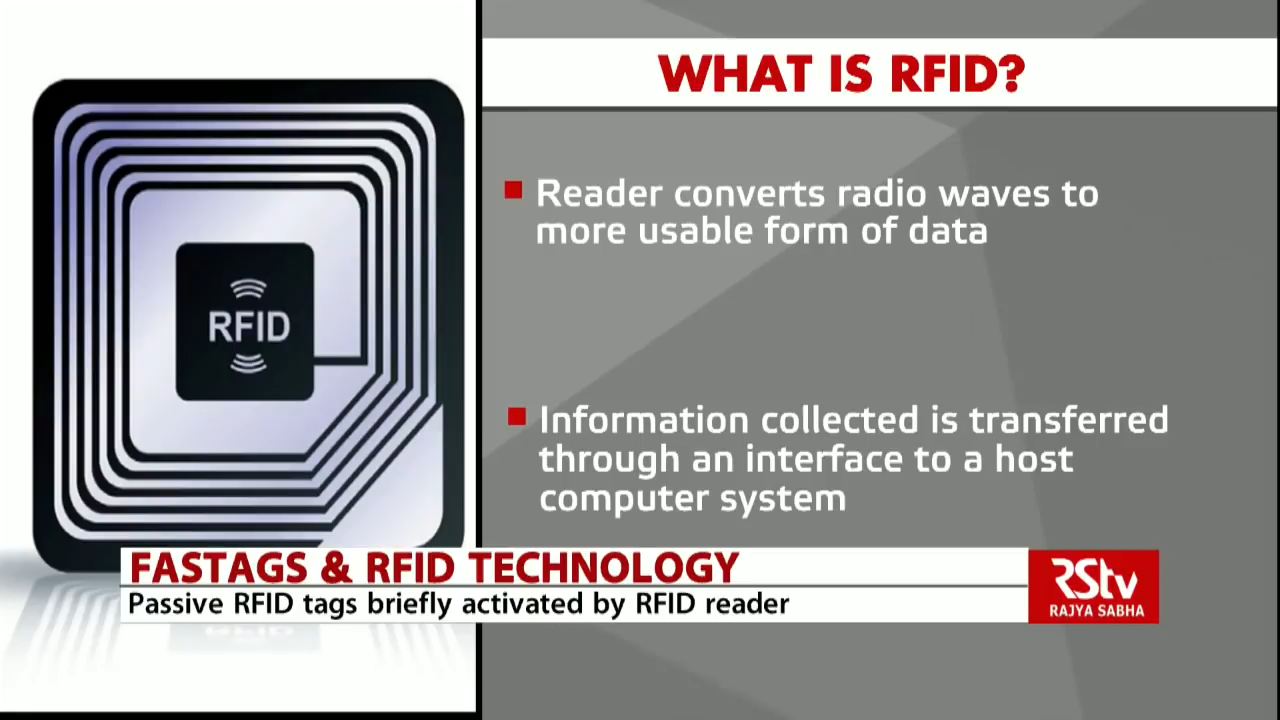 WHAT IS RFID?
RFID
Reader converts radio waves to
more usable form of data
Information collected is transferred
through an interface to a host
computer system
FASTAGS & RFID TECHNOLOGY
Passive RFID tags briefly activated by RFID reader
RStv
RAJYA SABHA